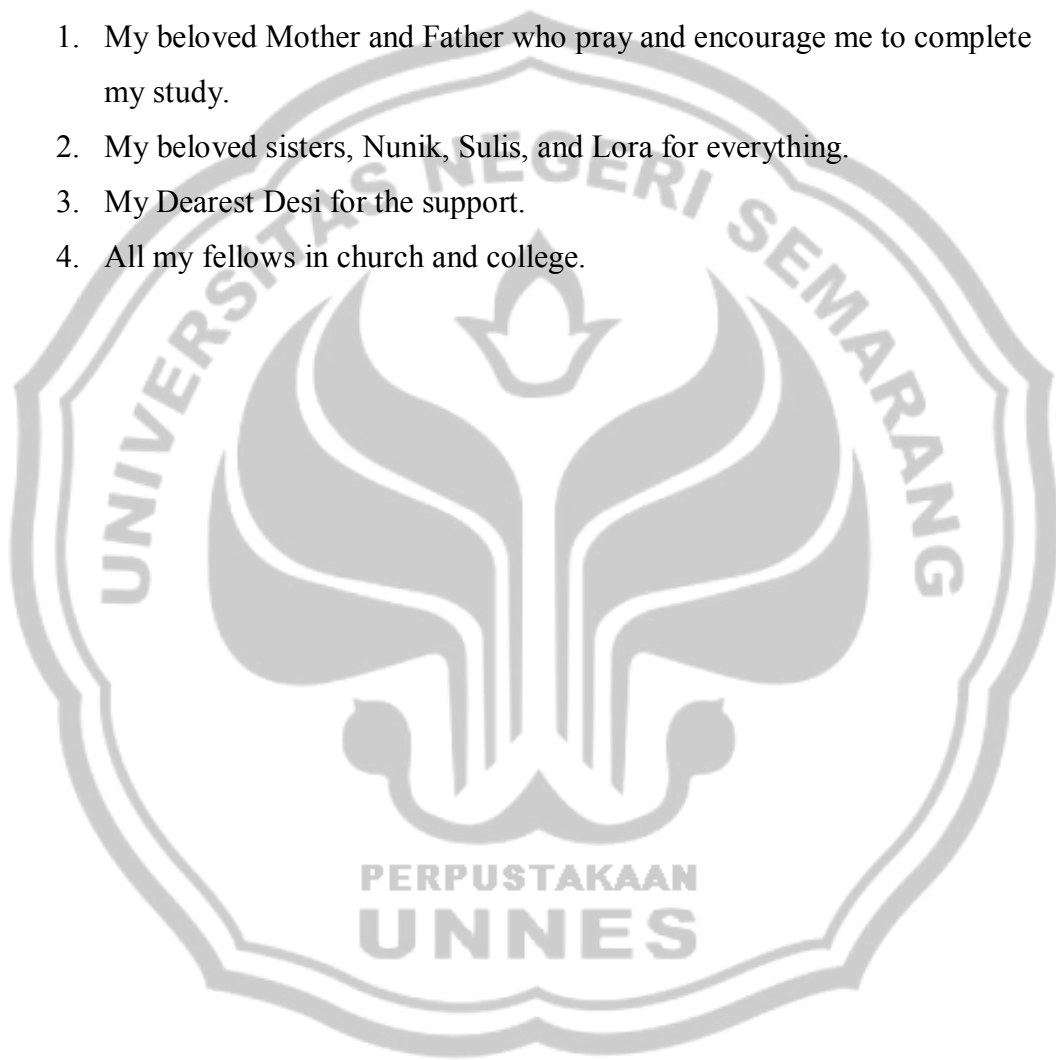 1. My beloved Mother and Father who pray and encourage me to complete
my study.
2. My beloved sisters, Nunik, Sulis, and Lora for everything.
3. My Dearest Desi for the support.
4. All my fellows in church and college.
UNIVERSITAS NEGERI SEMARANG
PERPUSTAKAAN
UNNES